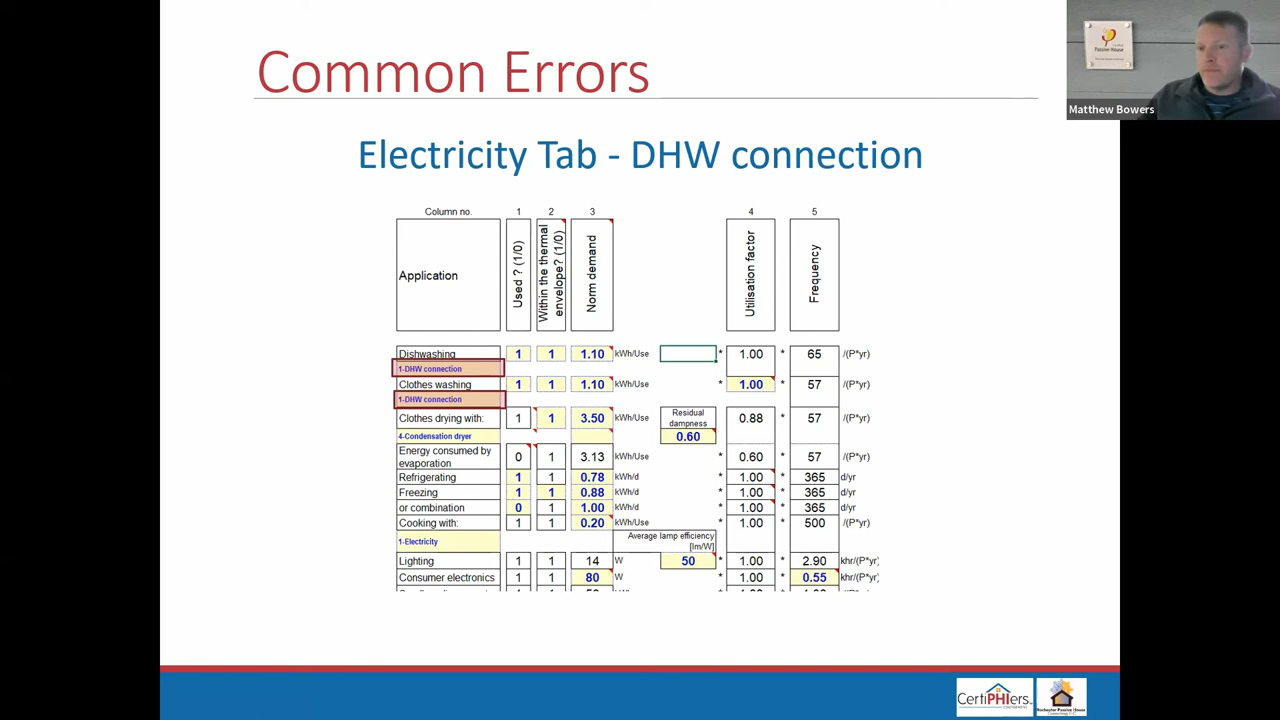 Common Errors
Passive House
Matthew Bowers
Electricity Tab - DHW connection
Column no. 1 2 3 4 5
Application Used ? (1/0) Within the thermal envelope? (1/0) Norm demand Utilisation factor Frequency
Dishwashing 1 1 1.10 kWh/Use * 1.00 * 65 /(P*yr)
1-DHW connection
Clothes washing 1 1 1.10 kWh/Use * 1.00 * 57 /(P*yr)
1-DHW connection
Clothes drying with: 1 1 3.50 kWh/Use Residual dampness * 0.88 * 57 /(P*yr)
4-Condensation dryer 0.60
Energy consumed by evaporation 0 1 3.13 kWh/Use * 0.60 * 57 /(P*yr)
Refrigerating 1 1 0.78 kWh/d * 1.00 * 365 d/yr
Freezing 1 1 0.88 kWh/d * 1.00 * 365 d/yr
or combination 0 1 1.00 kWh/d * 1.00 * 365 d/yr
Cooking with: 1 1 0.20 kWh/Use * 1.00 * 500 /(P*yr)
1-Electricity Average lamp efficiency [lm/W]
Lighting 1 1 14 W 50 * 1.00 * 2.90 khr/(P*yr)
Consumer electronics 1 1 80 W * 1.00 * 0.55 khr/(P*yr)
CertiPHIers
Rochester Passive House